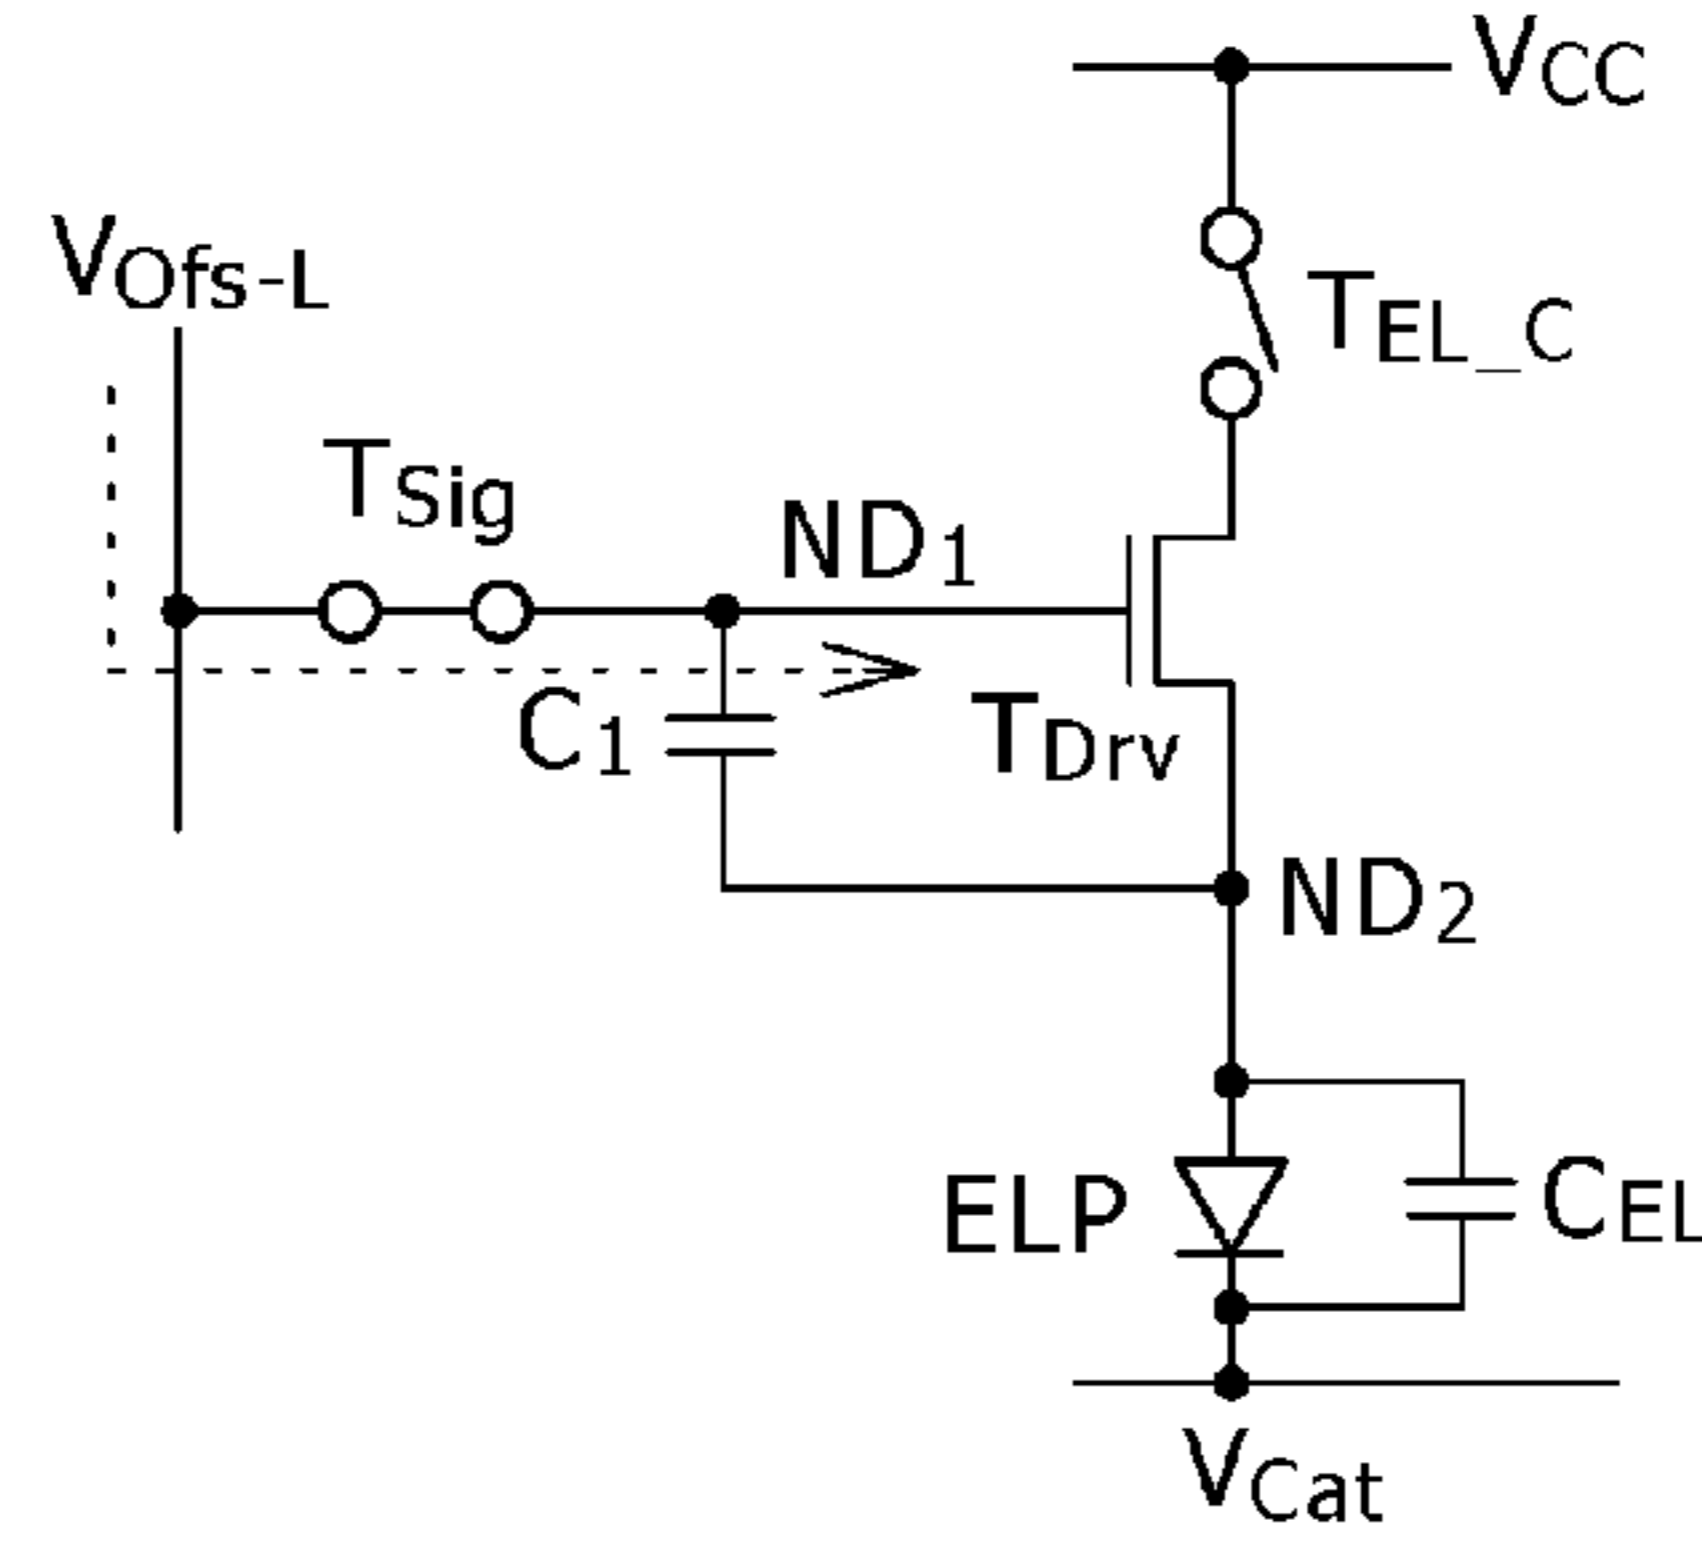 VCC
VOfs-L
TEL_C
TSig
ND1
C1
TDrv
ND2
ELP
CEL
VCat